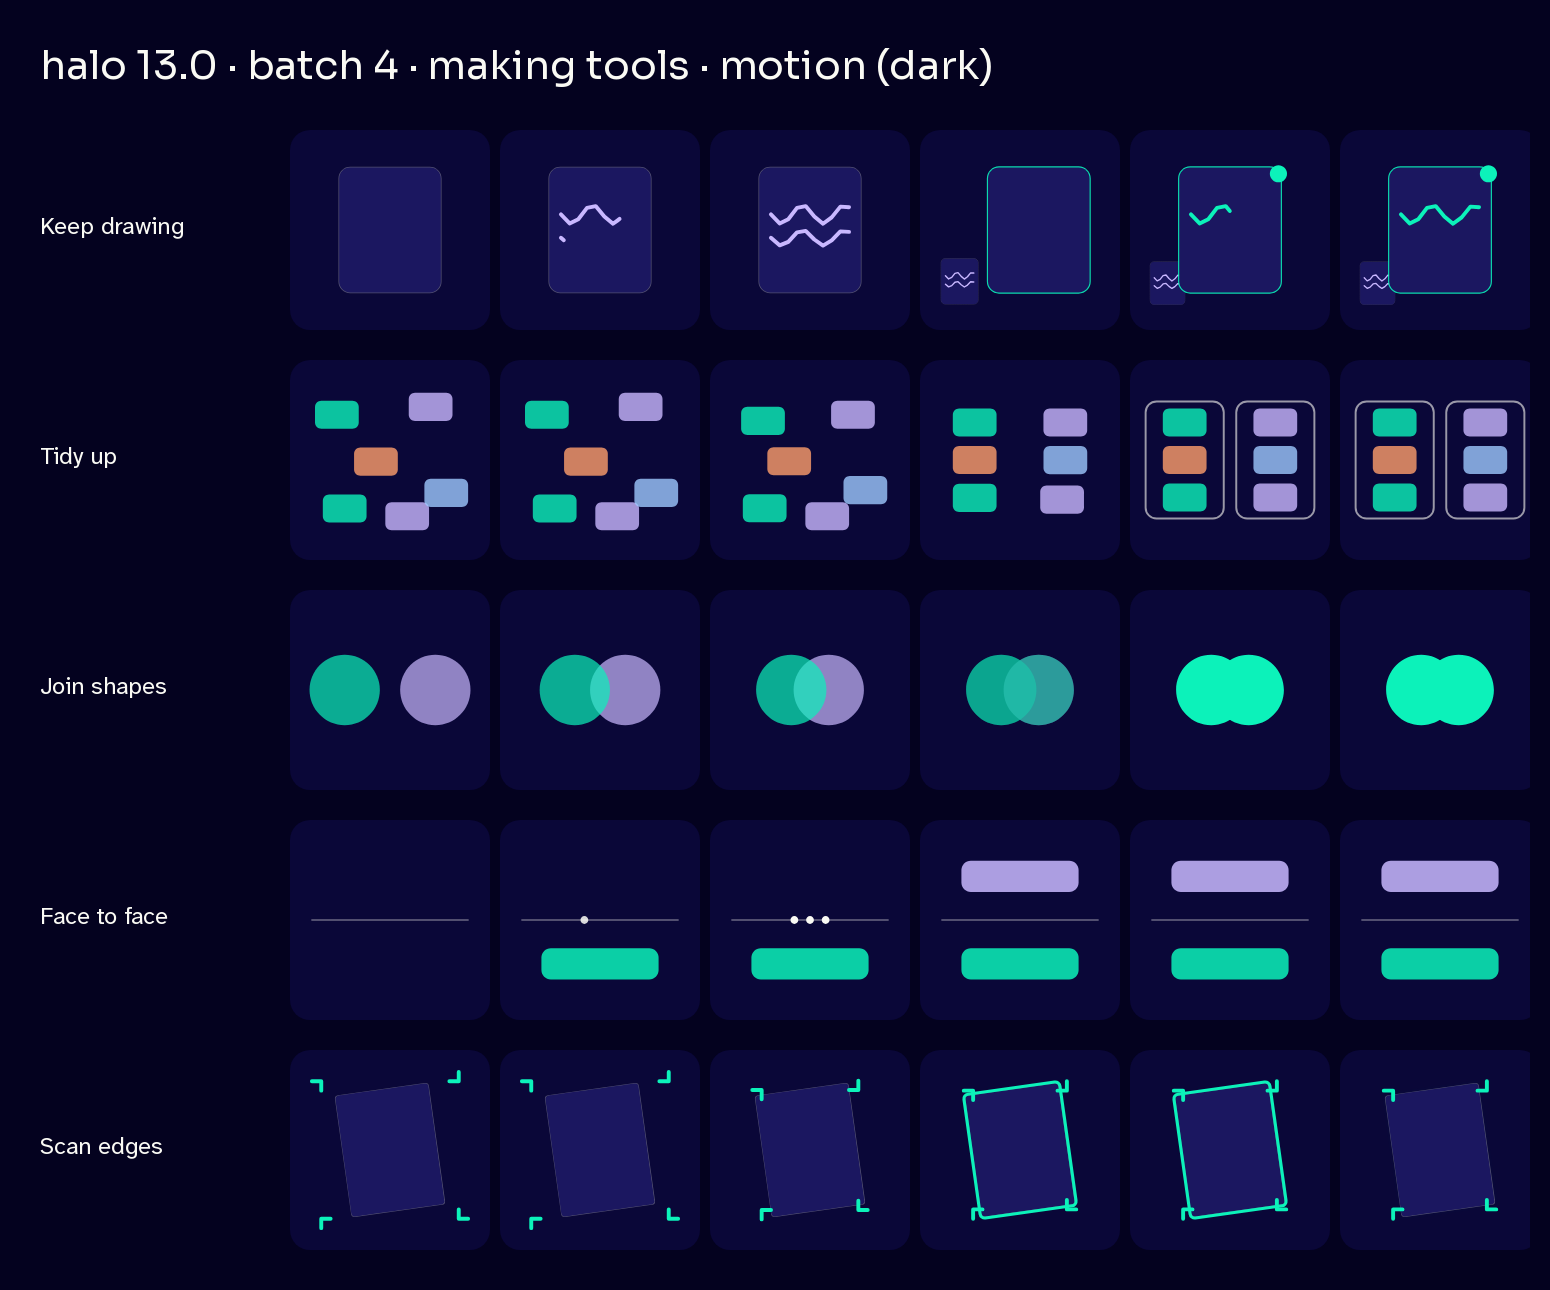 halo 13.0 · batch 4 · making tools · motion (dark)
Keep drawing
Tidy up
Join shapes
Face to face
Scan edges